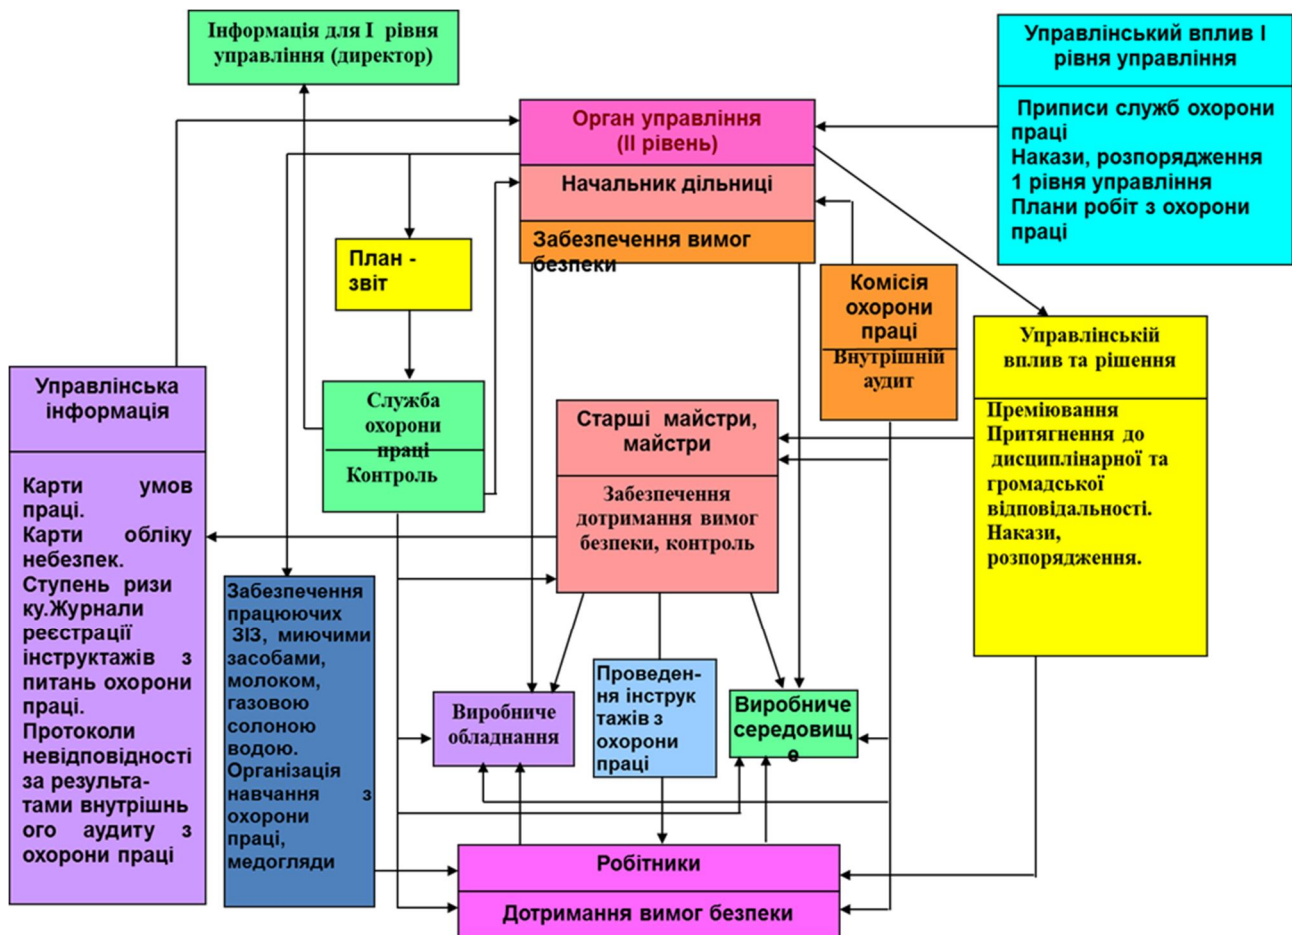 Інформація для І рівня
управління (директор)
Управлінський вплив І
рівня управління
Приписи служб охорони
праці
Накази, розпорядження
1 рівня управління
Плани робіт з охорони
праці
Орган управління
(ІІ рівень)
Начальник дільниці
Забезпечення вимог
безпеки
План -
звіт
Комісія
охорони
праці
Внутрішній
аудит
Управлінській
вплив та рішення
Преміювання
Притягнення до
дисциплінарної та
громадської
відповідальності.
Накази,
розпорядження.
Управлінська
інформація
Карти умов
праці.
Карти обліку
небезпек.
Ступень ризи
ку.Журнали
реєстрації
інструктажів з
питань охорони
праці.
Протоколи
невідповідності
за результа-
тами внутрішнь
ого аудиту з
охорони праці
Служба
охорони
праці
Контроль
Старші майстри,
майстри
Забезпечення
дотримання вимог
безпеки, контроль
Забезпечення
працюючих
ЗІЗ, миючими
засобами,
молоком,
газовою
солоною
водою.
Організація
навчання з
охорони
праці,
медогляди
Виробниче
обладнання
Проведен-
ня інструк
тажів з
охорони
праці
Виробниче
середовищ
е
Робітники
Дотримання вимог безпеки